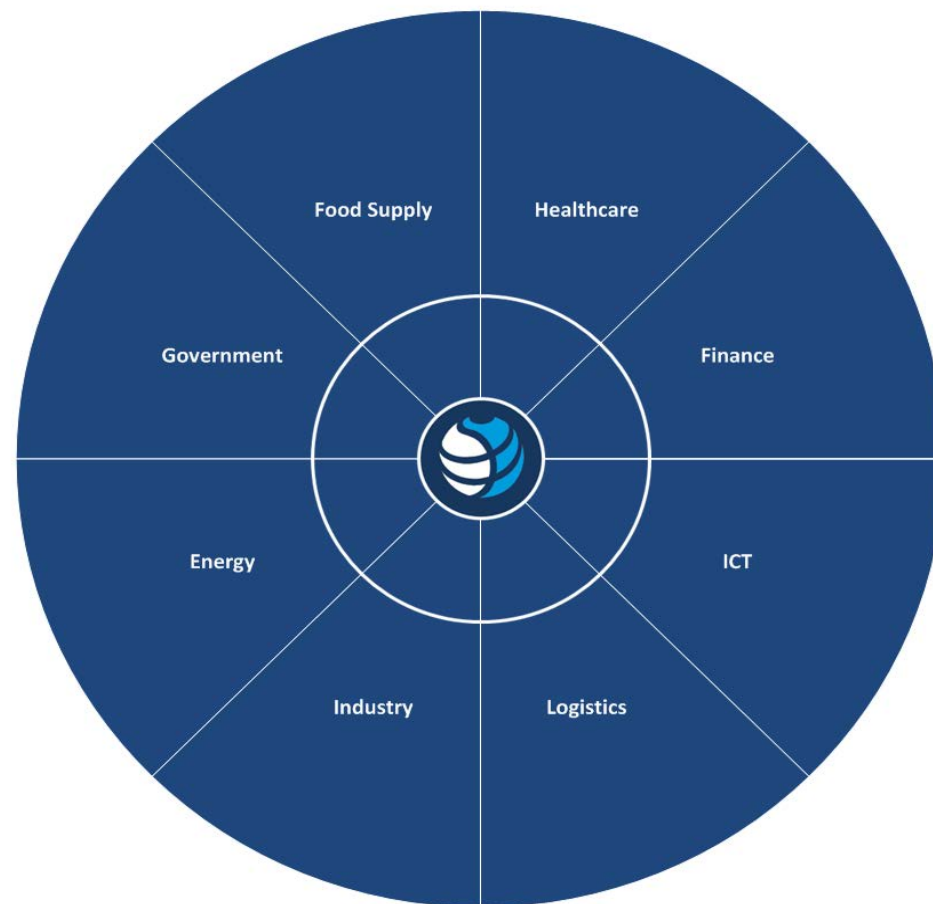 Food Supply
Healthcare
Government
Finance
Energy
ICT
Industry
Logistics